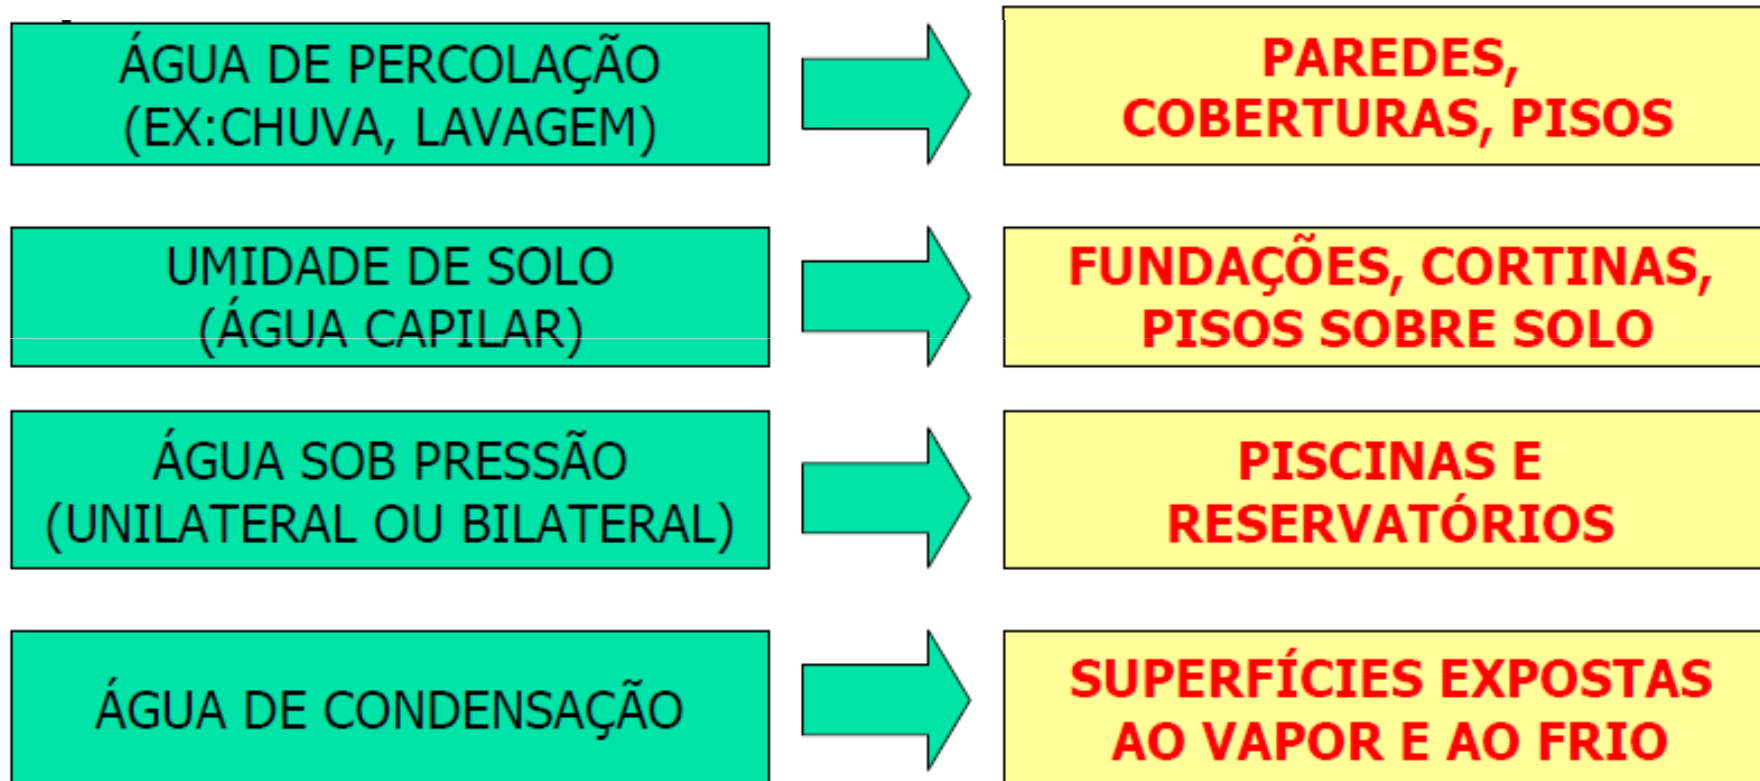 ÁGUA DE PERCOLAÇÃO
(EX:CHUVA, LAVAGEM)
PAREDES,
COBERTURAS, PISOS
UMIDADE DE SOLO
(ÁGUA CAPILAR)
FUNDAÇÕES, CORTINAS,
PISOS SOBRE SOLO
ÁGUA SOB PRESSÃO
(UNILATERAL OU BILATERAL)
PISCINAS E
RESERVATÓRIOS
ÁGUA DE CONDENSAÇÃO
SUPERFÍCIES EXPOSTAS
AO VAPOR E AO FRIO